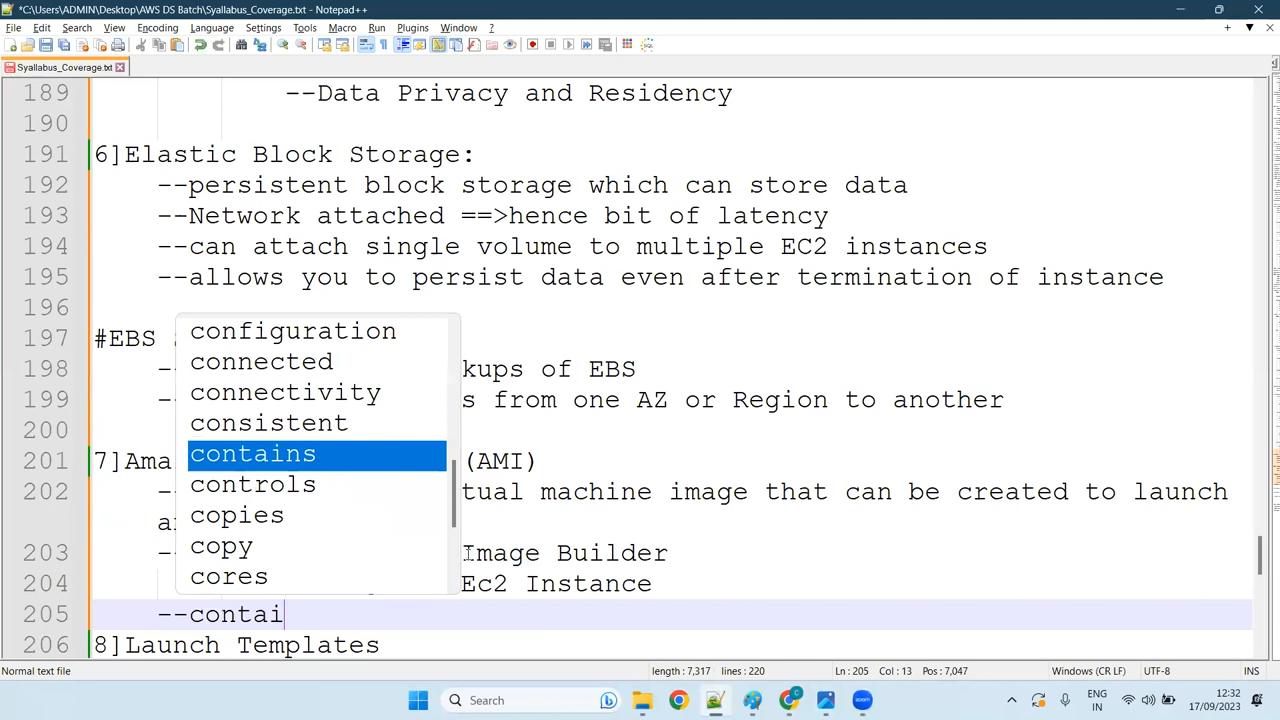 *C:\Users\ADMIN\Desktop\AWS DS Batch\Syallabus_Coverage.txt - Notepad++
File Edit Search View Encoding Language Settings Tools Macro Run Plugins Window ?
Syallabus_Coverage.txt
189 --Data Privacy and Residency
190
191 6]Elastic Block Storage:
192 --persistent block storage which can store data
193 --Network attached ==>hence bit of latency
194 --can attach single volume to multiple EC2 instances
195 --allows you to persist data even after termination of instance
196
configuration
197 #EBS
connected
198 -- kups of EBS
connectivity
199 -- s from one AZ or Region to another
consistent
200
contains
201 7]Ama (AMI)
controls
202 -- tual machine image that can be created to launch
copies
an
copy
203 -- Image Builder
cores
204 Ec2 Instance
205 --contai
206 8]Launch Templates
Normal text file length : 7,317 lines : 220 Ln : 205 Col : 13 Pos : 7,047 Windows (CR LF) UTF-8 INS
Search ENG IN 12:32 17/09/2023